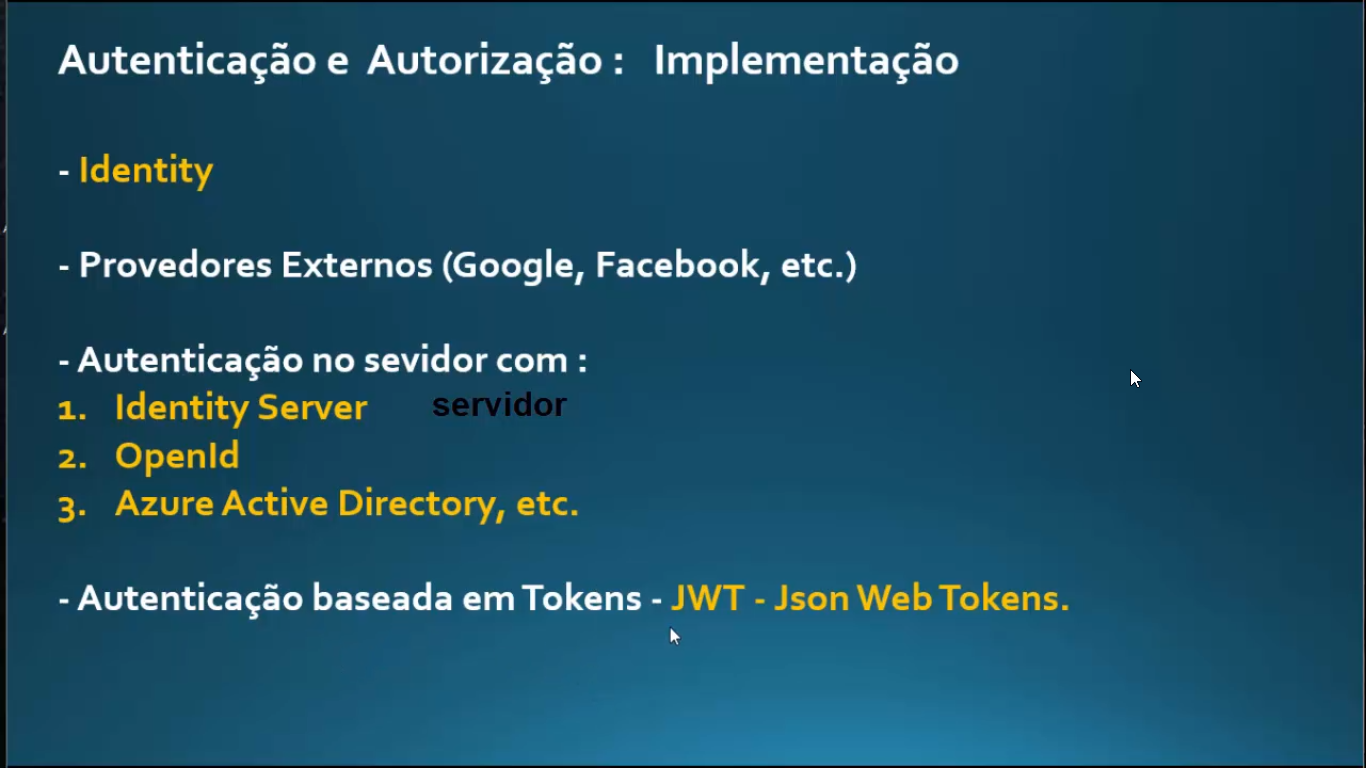 Autenticação e Autorização : Implementação
- Identity
- Provedores Externos (Google, Facebook, etc.)
- Autenticação no sevidor com :
1. Identity Server
servidor
2. OpenId
3. Azure Active Directory, etc.
- Autenticação baseada em Tokens - JWT - Json Web Tokens.